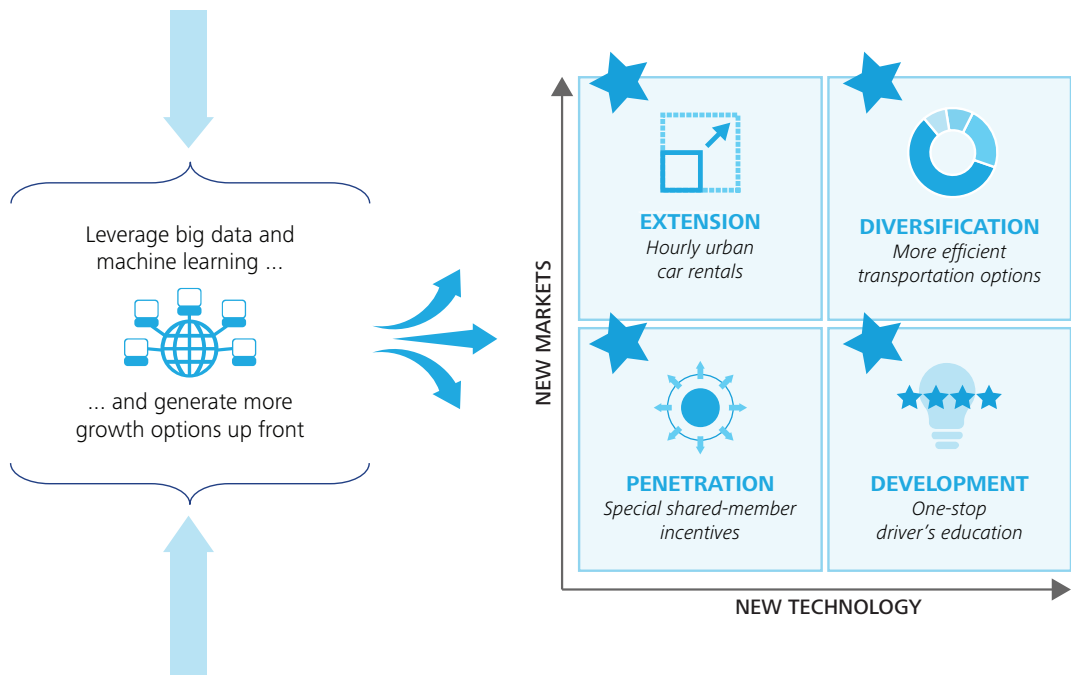 Leverage big data and
machine learning ...
... and generate more
growth options up front
NEW MARKETS
EXTENSION
Hourly urban
car rentals
DIVERSIFICATION
More efficient
transportation options
PENETRATION
Special shared-member
incentives
DEVELOPMENT
One-stop
driver’s education
NEW TECHNOLOGY